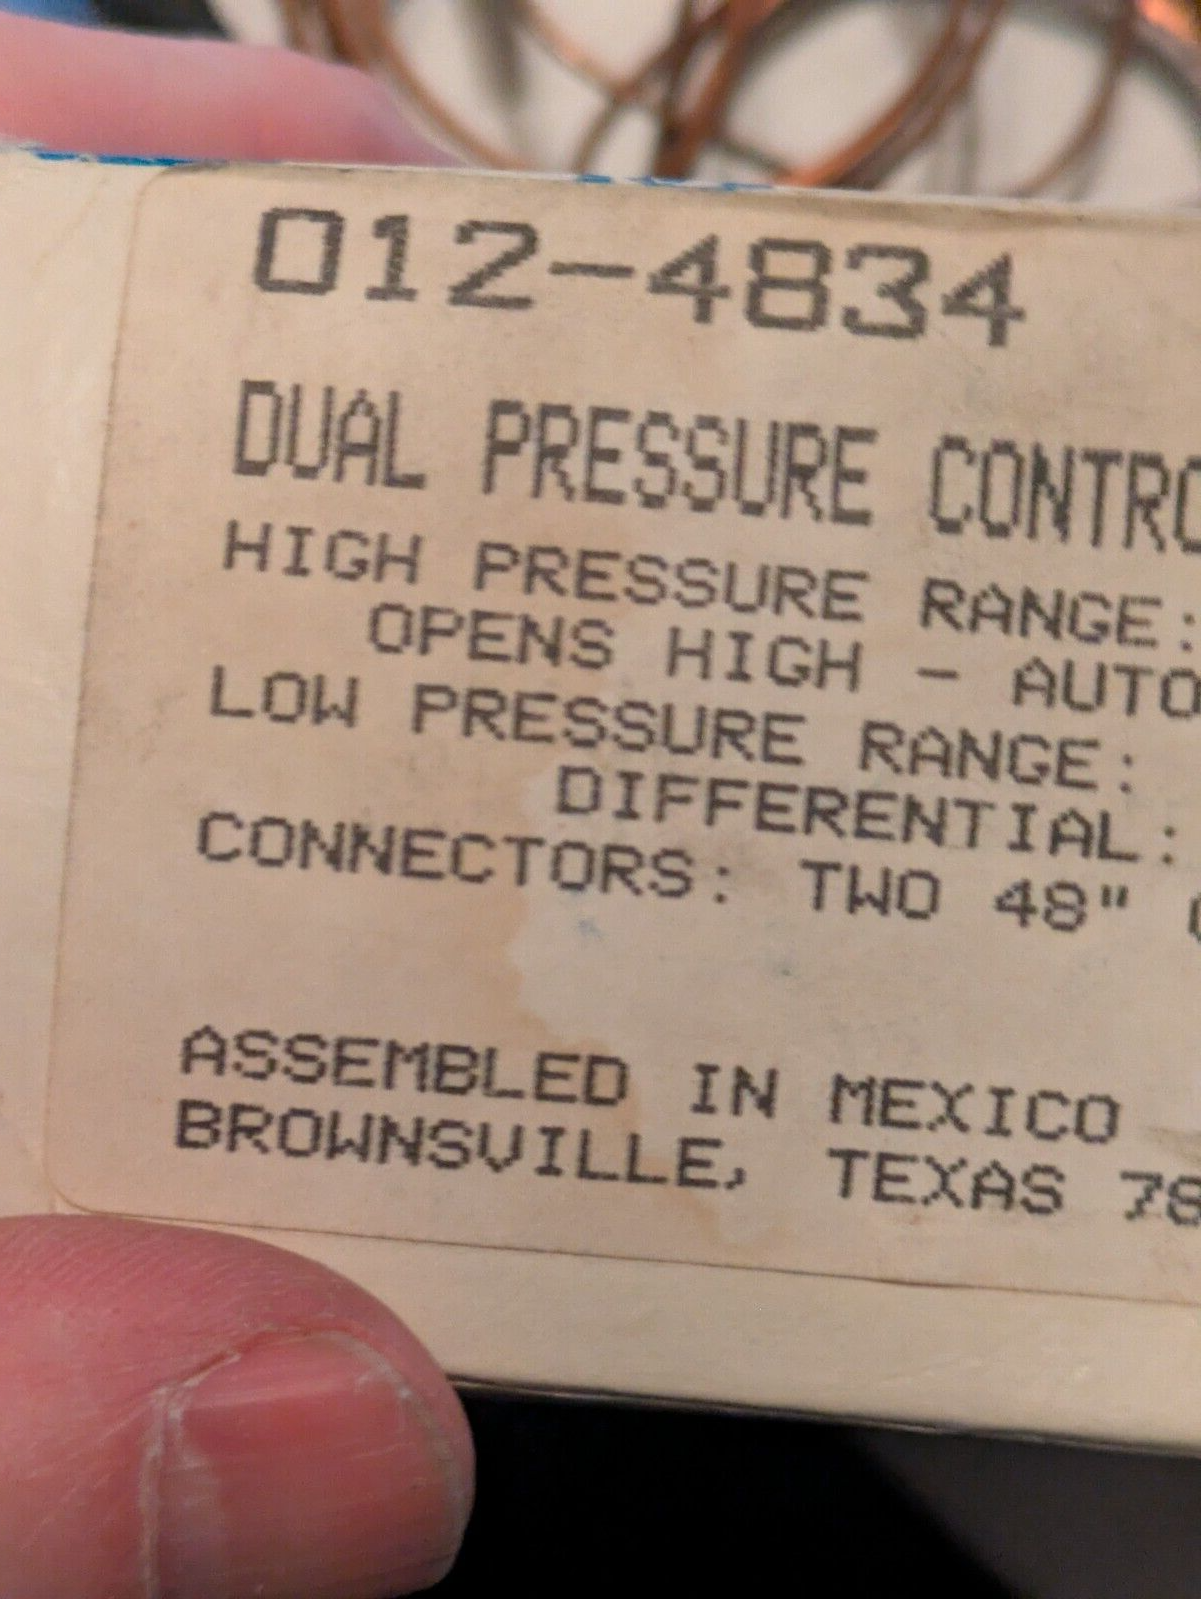 012-4834
DUAL PRESSURE CONTRO
HIGH PRESSURE RANGE:
OPENS HIGH - AUTO
LOW PRESSURE RANGE:
DIFFERENTIAL:
CONNECTORS: TWO 48"
ASSEMBLED IN MEXICO
BROWNSVILLE, TEXAS 78